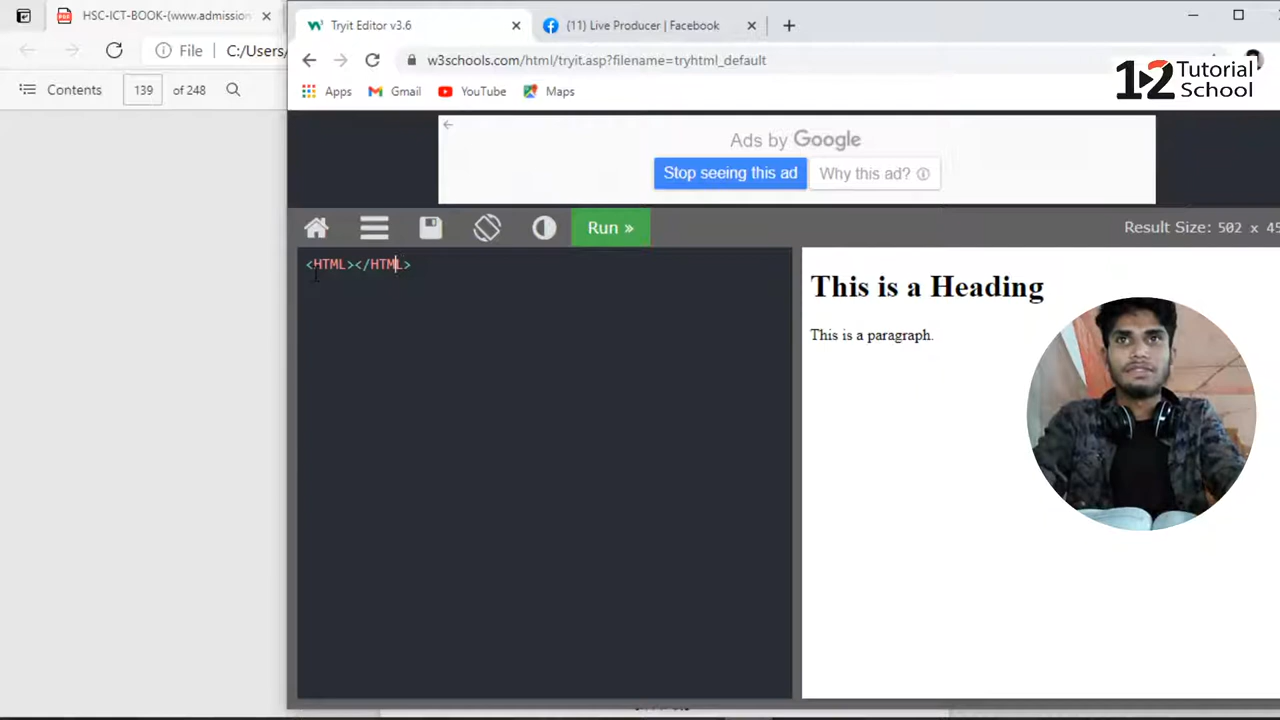 HSC-ICT-BOOK-(www.admission
Tryit Editor v3.6
(11) Live Producer | Facebook
File
C:/Users/
w3schools.com/html/tryit.asp?filename=tryhtml_default
Contents
139
of 248
Apps
Gmail
YouTube
Maps
12 Tutorial School
Ads by Google
Stop seeing this ad
Why this ad?
Run »
Result Size: 502 x 45
<HTML></HTML>
This is a Heading
This is a paragraph.